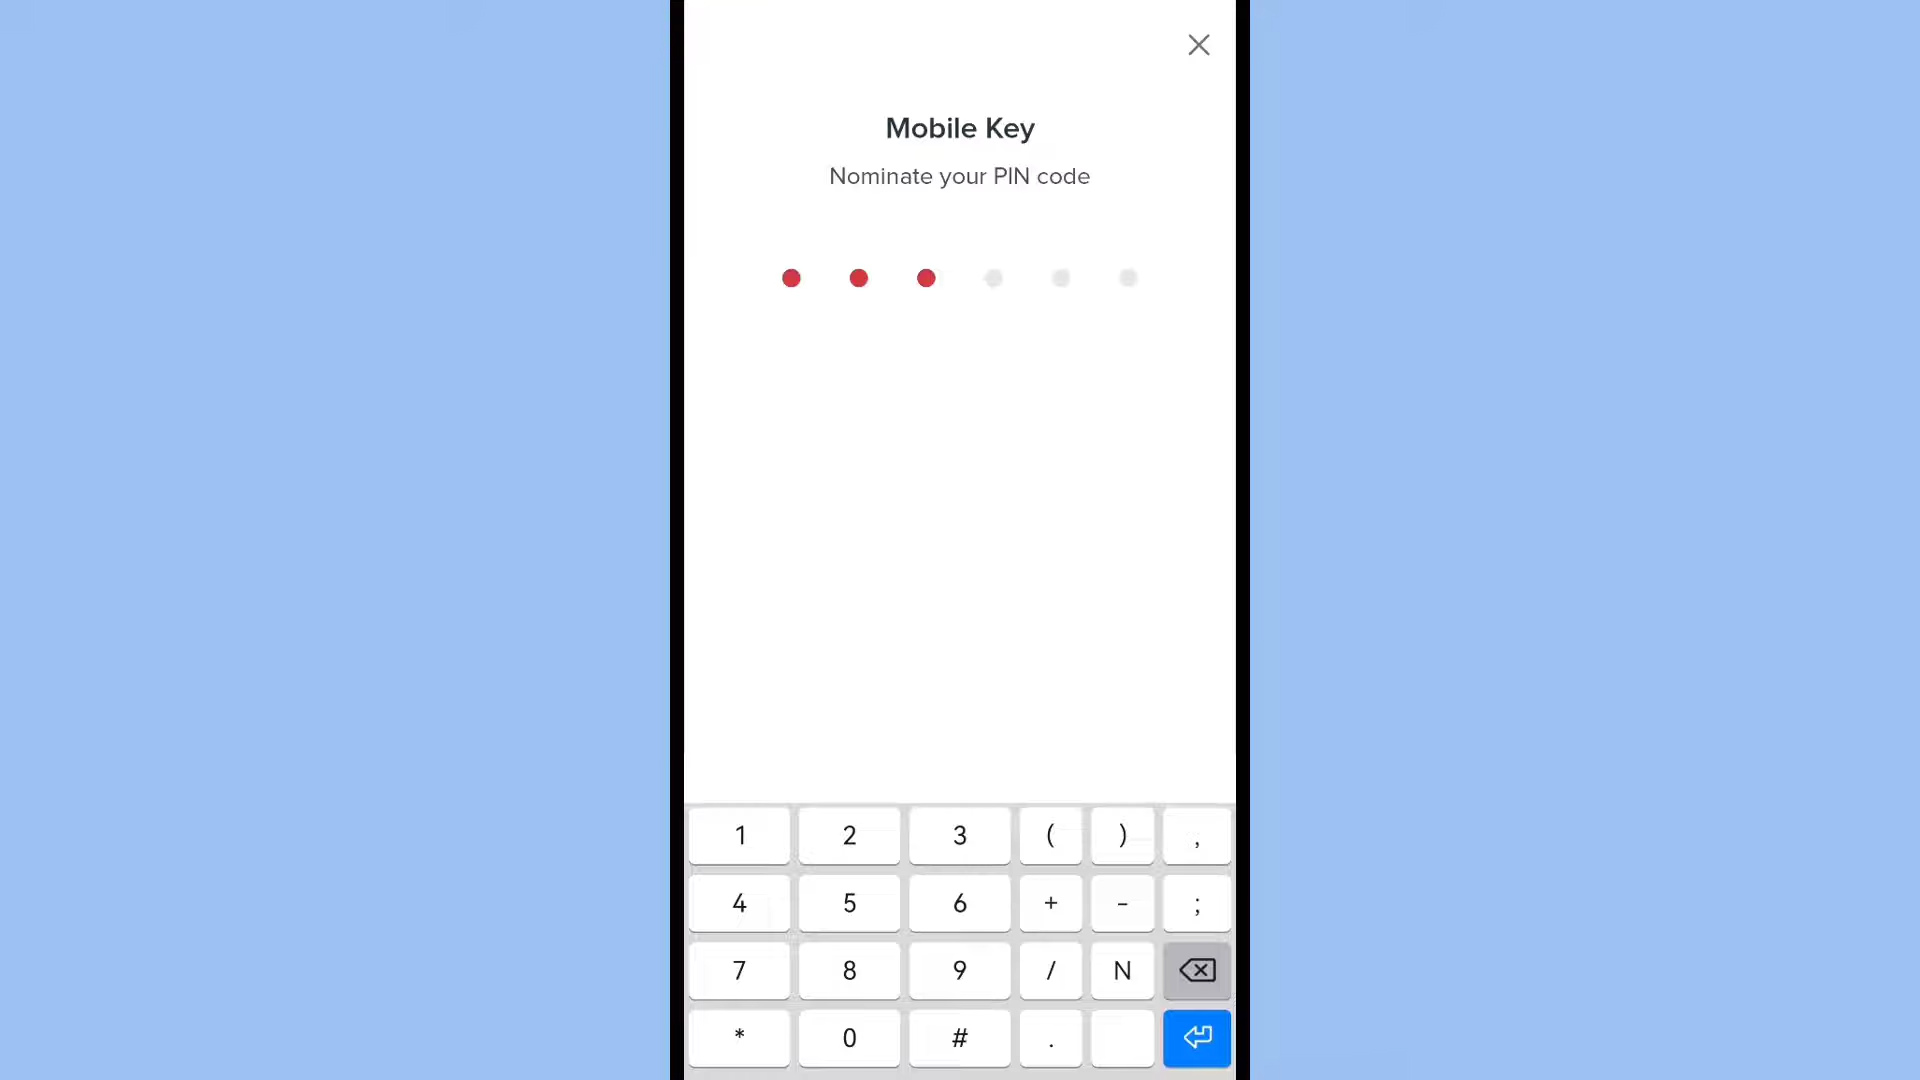 Mobile Key
Nominate your PIN code
1 2 3 ( ) ,
4 5 6 + - ;
7 8 9 / N
* 0 # .